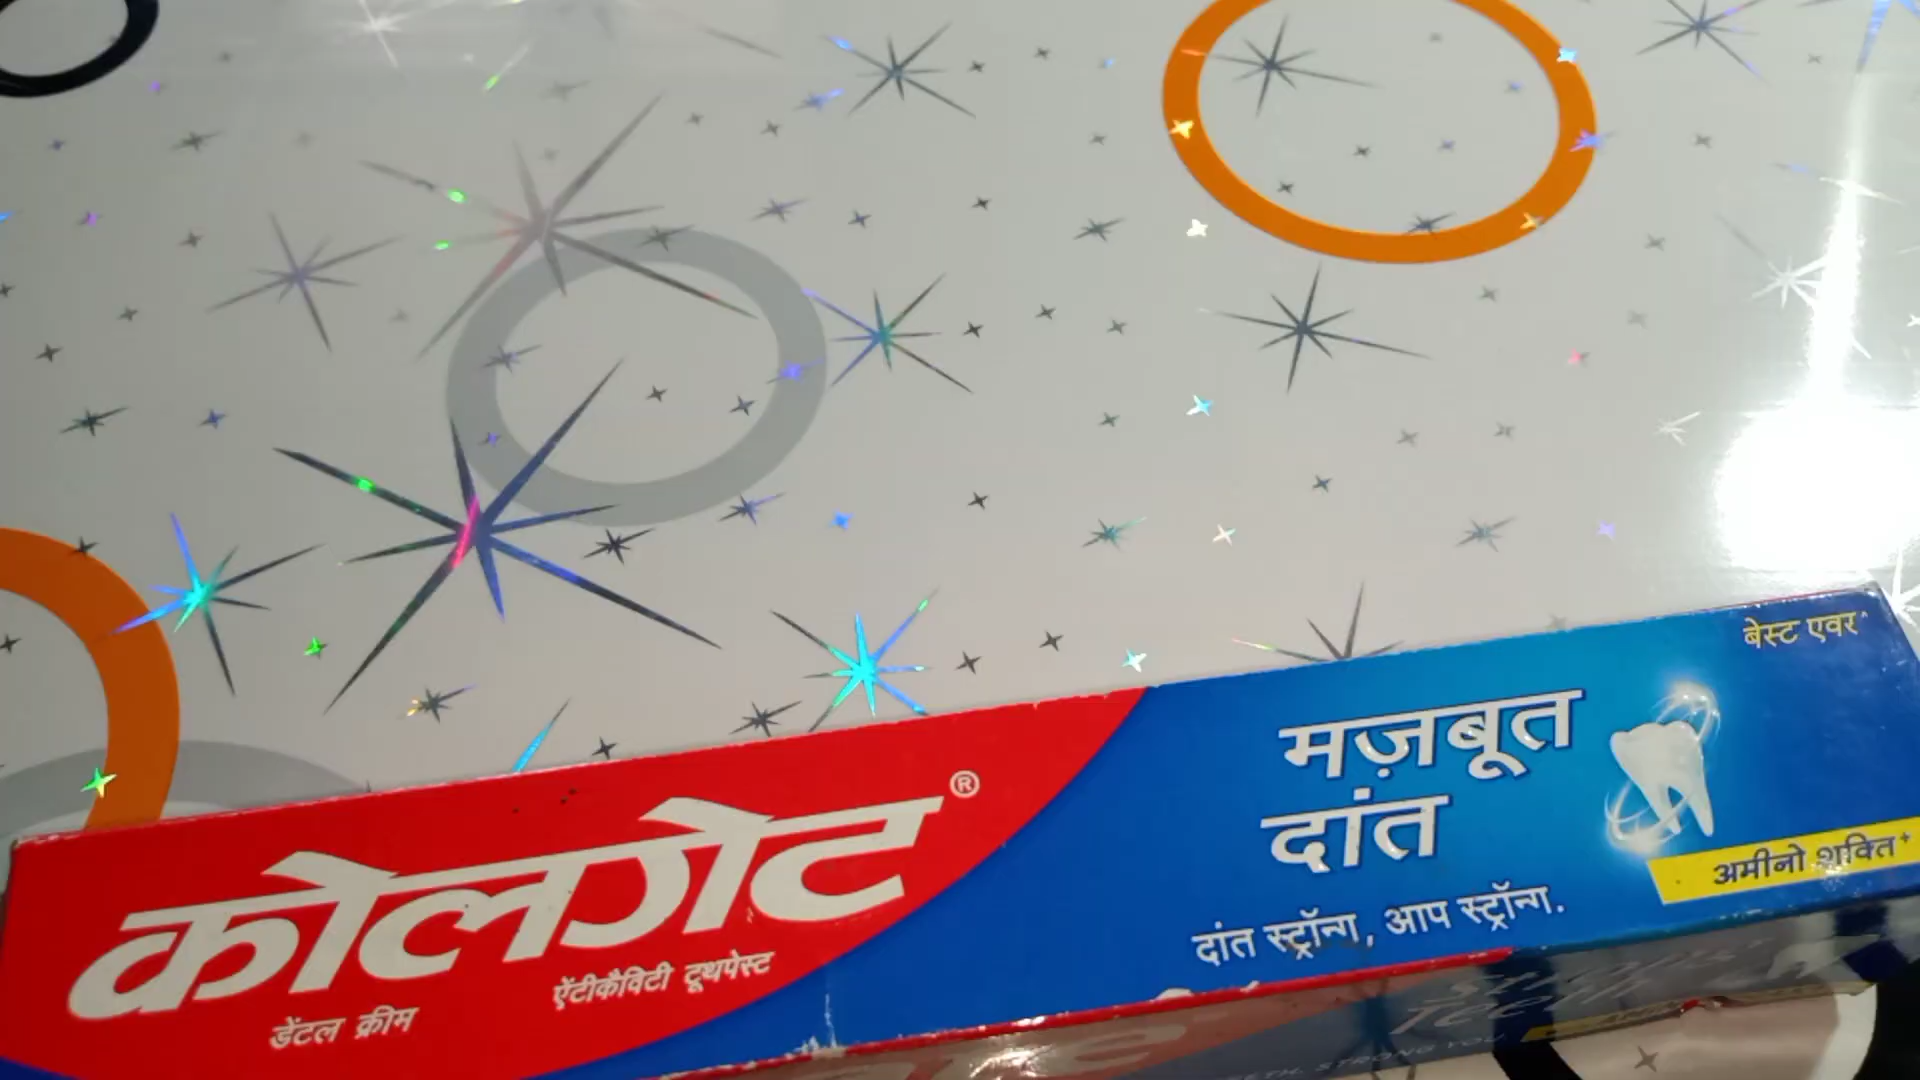 कोलगेट®
डेंटल क्रीम
ऐंटीकैविटी टूथपेस्ट
बेस्ट एवर^
मज़बूत
दांत
अमीनो शक्ति+
दांत स्ट्रॉन्ग, आप स्ट्रॉन्ग.